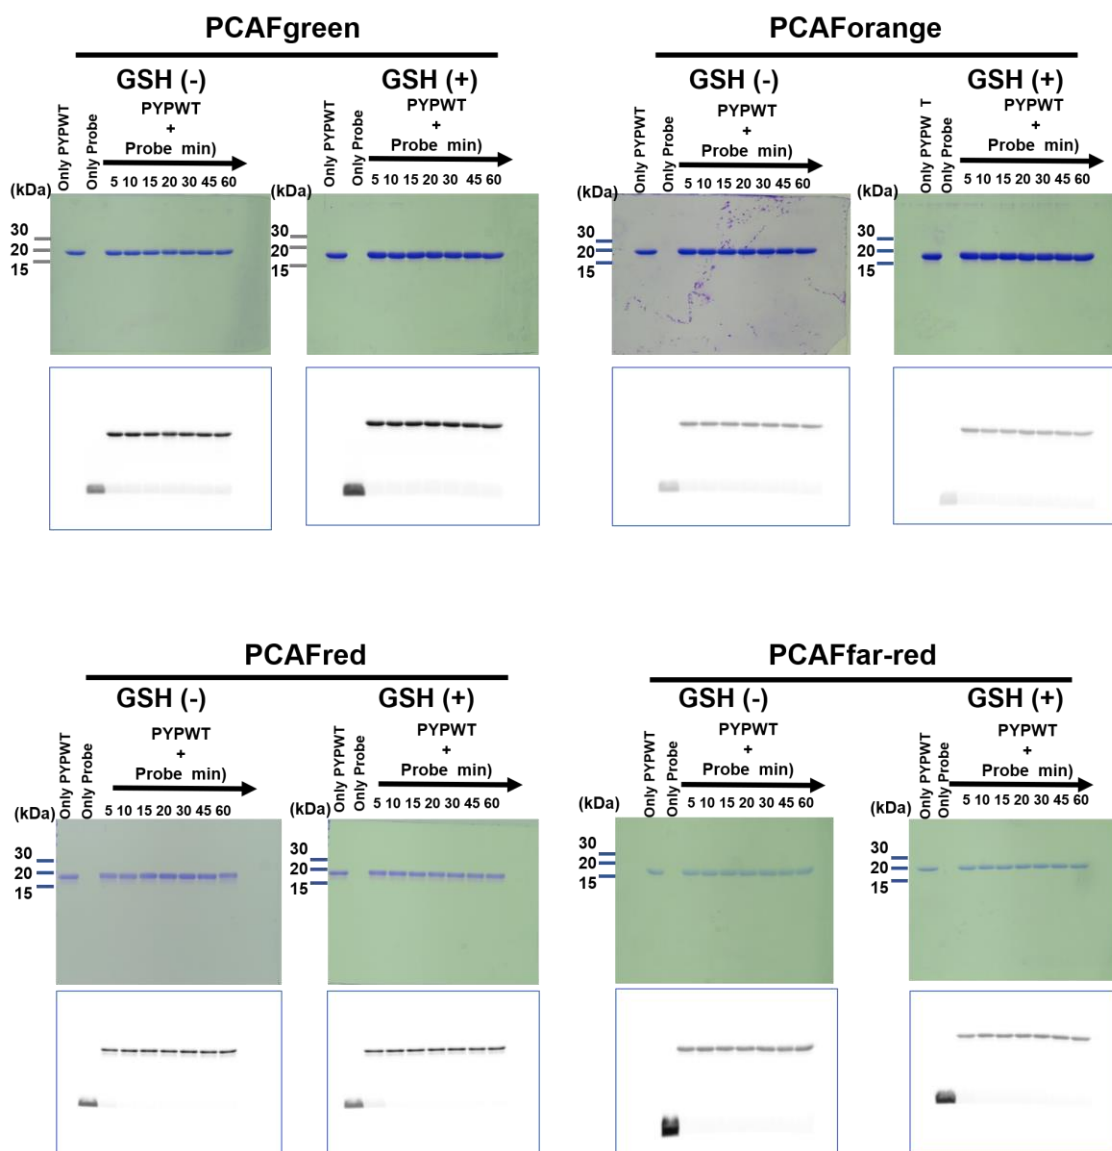 PCAFgreen
GSH (-)
GSH (+)
Only PYPWT
Only Probe
PYPWT
+
Probe min)
5 10 15 20 30 45 60
(kDa)
30
20
15
Only PYPWT
Only Probe
PYPWT
+
Probe min)
5 10 15 20 30 45 60
(kDa)
30
20
15
PCAForange
GSH (-)
GSH (+)
Only PYPWT
Only Probe
PYPWT
+
Probe min)
5 10 15 20 30 45 60
(kDa)
30
20
15
Only PYPW T
Only Probe
PYPWT
+
Probe min)
5 10 15 20 30 45 60
(kDa)
30
20
15
PCAFred
GSH (-)
GSH (+)
Only PYPWT
Only Probe
PYPWT
+
Probe min)
5 10 15 20 30 45 60
(kDa)
30
20
15
Only PYPWT
Only Probe
PYPWT
+
Probe min)
5 10 15 20 30 45 60
(kDa)
30
20
15
PCAFfar-red
GSH (-)
GSH (+)
Only PYPWT
Only Probe
PYPWT
+
Probe min)
5 10 15 20 30 45 60
(kDa)
30
20
15
Only PYPWT
Only Probe
PYPWT
+
Probe min)
5 10 15 20 30 45 60
(kDa)
30
20
15